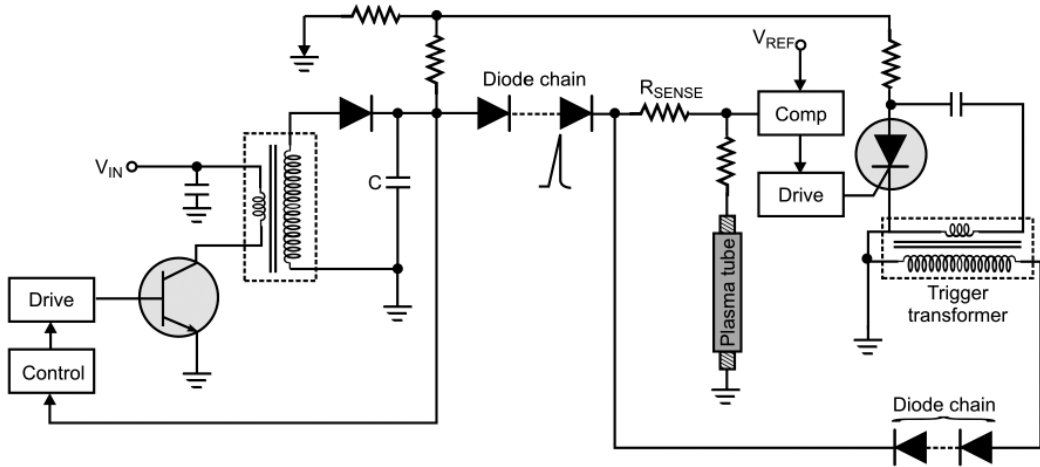 V_REF
Diode chain
R_SENSE
Comp
V_IN
C
Drive
Plasma tube
Drive
Control
Trigger
transformer
Diode chain